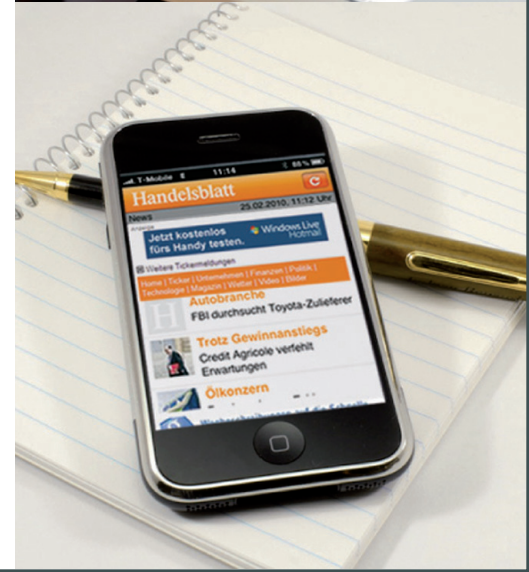 T-Mobile 11:14 86%
Handelsblatt
News 25.02.2010, 11:12 Uhr
Anzeige
Jetzt kostenlos
fürs Handy testen.
Windows Live
Hotmail
Weitere Tickermeldungen
Home | Ticker | Unternehmen | Finanzen | Politik |
Technologie | Magazin | Wetter | Video | Bilder
H
Autobranche
FBI durchsucht Toyota-Zulieferer
Trotz Gewinnanstiegs
Credit Agricole verfehlt
Erwartungen
Ölkonzern